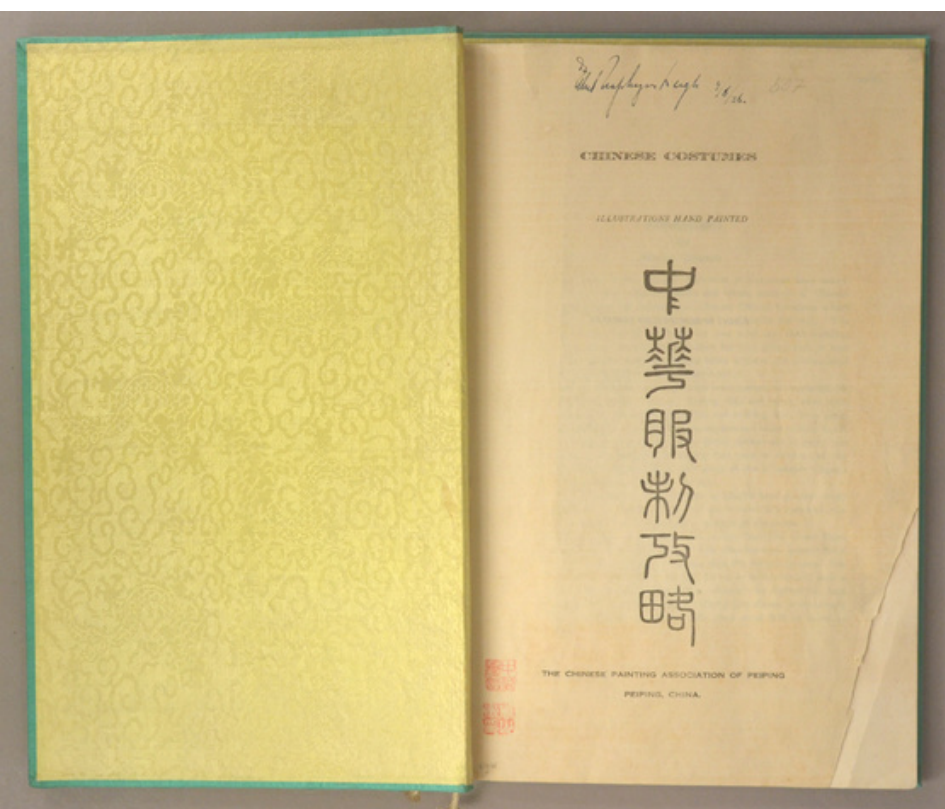 CHINESE COSTUMES
ILLUSTRATIONS HAND PAINTED
中華服制攷略
THE CHINESE PAINTING ASSOCIATION OF PEIPING
PEIPING, CHINA.